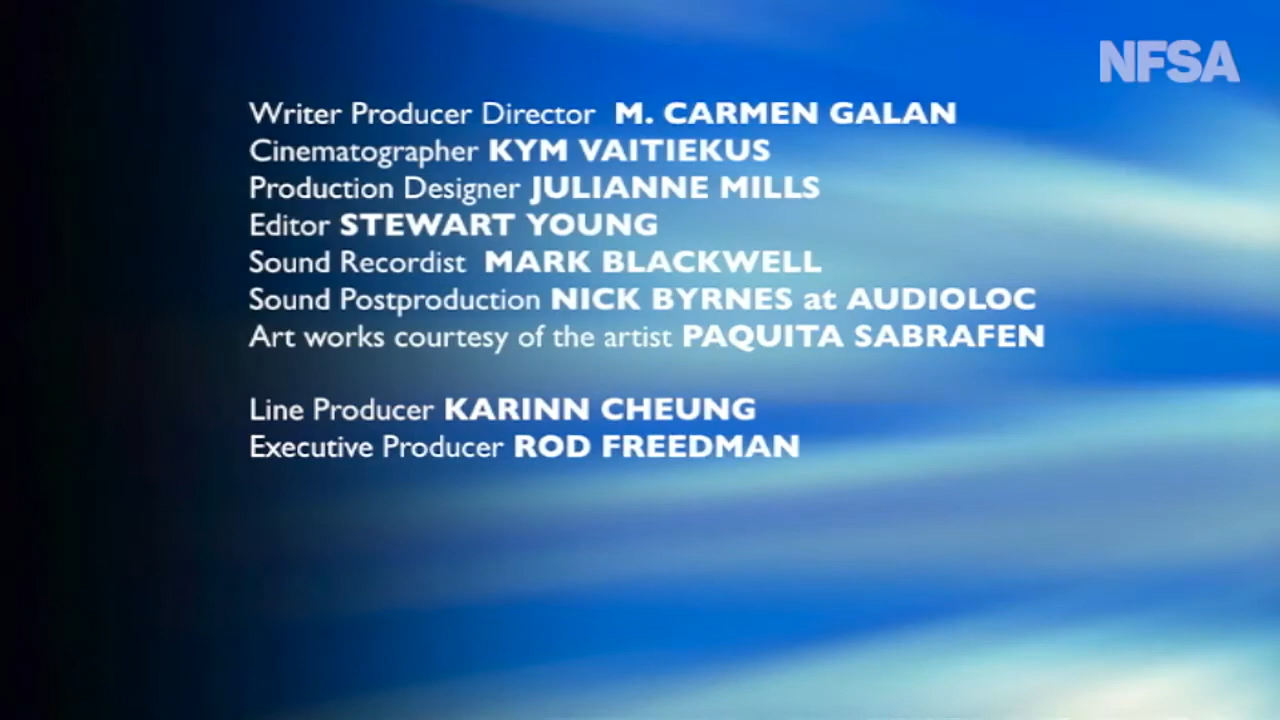 NFSA
Writer Producer Director M. CARMEN GALAN
Cinematographer KYM VAITIEKUS
Production Designer JULIANNE MILLS
Editor STEWART YOUNG
Sound Recordist MARK BLACKWELL
Sound Postproduction NICK BYRNES at AUDIOLOC
Art works courtesy of the artist PAQUITA SABRAFEN
Line Producer KARINN CHEUNG
Executive Producer ROD FREEDMAN